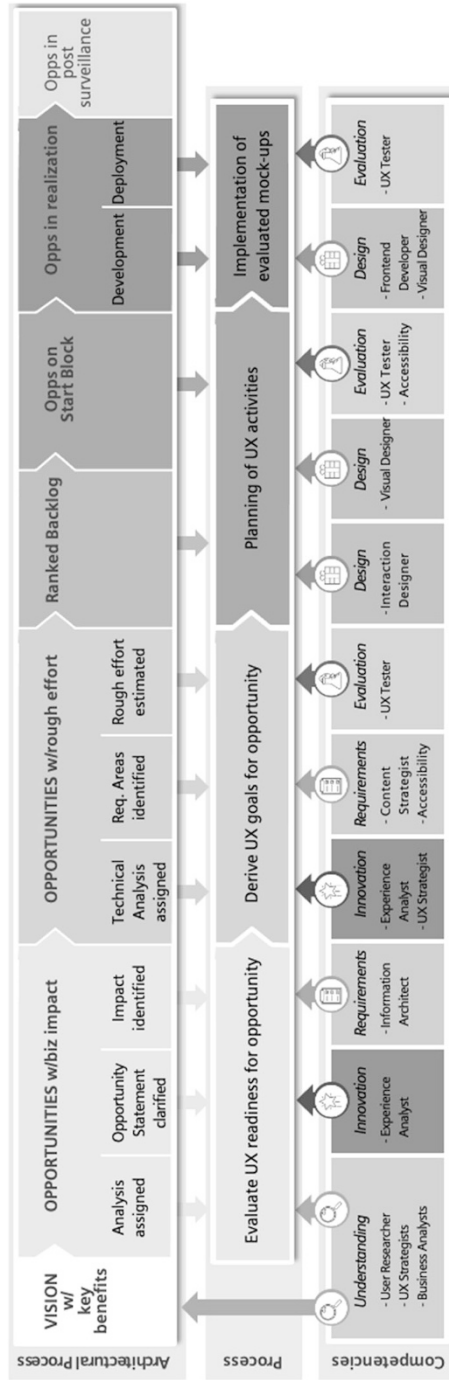 Architectural Process
VISION
w/
key
benefits
OPPORTUNITIES w/biz impact
Analysis
assigned
Opportunity
Statement
clarified
Impact
identified
OPPORTUNITIES w/rough effort
Technical
Analysis
assigned
Req. Areas
identified
Rough effort
estimated
Ranked Backlog
Opps on
Start Block
Opps in realization
Development
Deployment
Opps in
post
surveillance
Process
Evaluate UX readiness for opportunity
Derive UX goals for opportunity
Planning of UX activities
Implementation of
evaluated mock-ups
Competencies
Understanding
- User Researcher
- UX Strategists
- Business Analysts
Innovation
- Experience
Analyst
Requirements
- Information
Architect
Innovation
- Experience
Analyst
- UX Strategist
Requirements
- Content
Strategist
- Accessibility
Evaluation
- UX Tester
Design
- Interaction
Designer
Design
- Visual Designer
Evaluation
- UX Tester
- Accessibility
Design
- Frontend
Developer
- Visual Designer
Evaluation
- UX Tester